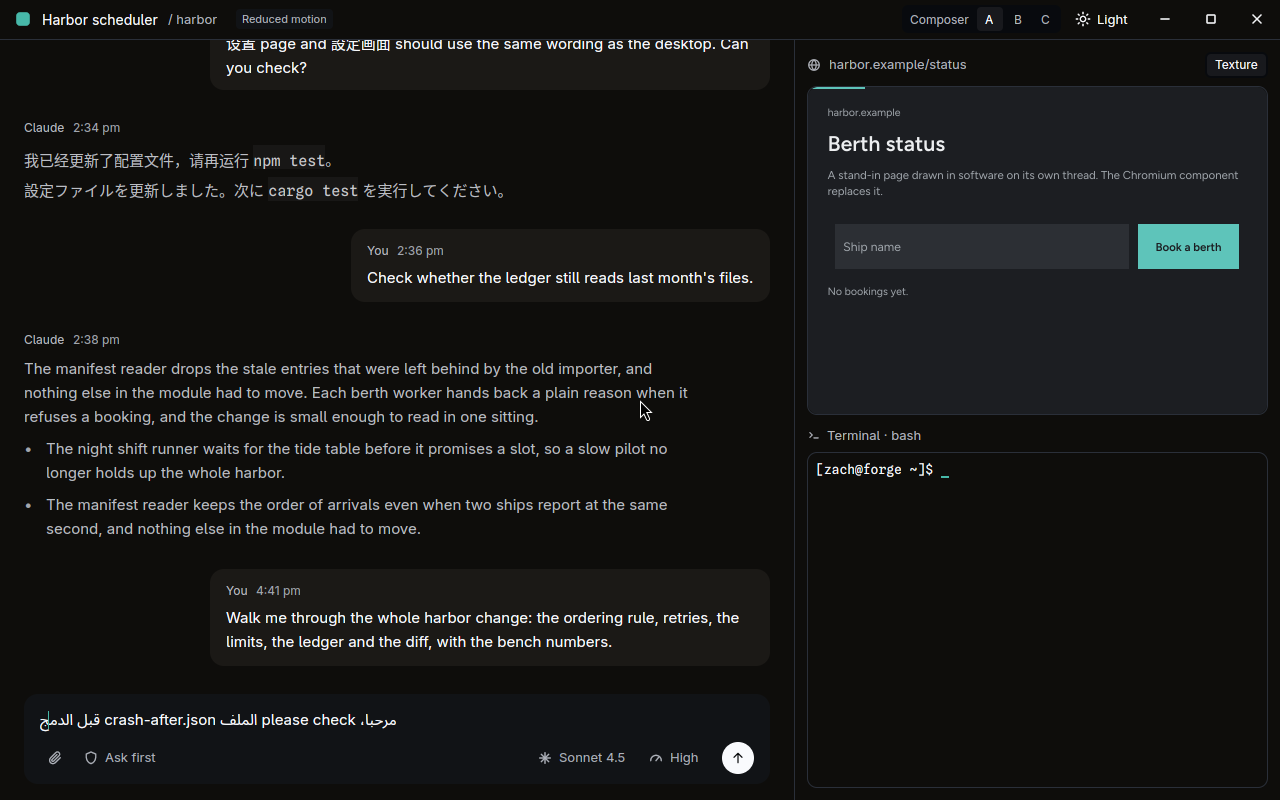 Harbor scheduler / harbor Reduced motion Composer A B C Light
设置 page and 設定画面 should use the same wording as the desktop. Can
you check?
Claude 2:34 pm
我已经更新了配置文件，请再运行 npm test。
設定ファイルを更新しました。次に cargo test を実行してください。
You 2:36 pm
Check whether the ledger still reads last month's files.
Claude 2:38 pm
The manifest reader drops the stale entries that were left behind by the old importer, and
nothing else in the module had to move. Each berth worker hands back a plain reason when it
refuses a booking, and the change is small enough to read in one sitting.
• The night shift runner waits for the tide table before it promises a slot, so a slow pilot no
longer holds up the whole harbor.
• The manifest reader keeps the order of arrivals even when two ships report at the same
second, and nothing else in the module had to move.
You 4:41 pm
Walk me through the whole harbor change: the ordering rule, retries, the
limits, the ledger and the diff, with the bench numbers.
مرحبا، please check الملف crash-after.json قبل الدمج
Ask first Sonnet 4.5 High
harbor.example/status Texture
harbor.example
Berth status
A stand-in page drawn in software on its own thread. The Chromium component
replaces it.
Ship name Book a berth
No bookings yet.
Terminal · bash
[zach@forge ~]$ _